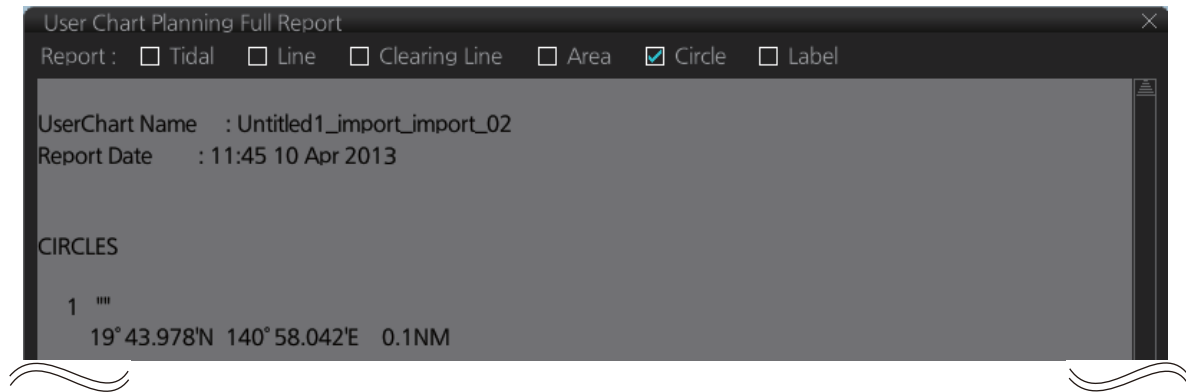 User Chart Planning Full Report
Report : Tidal Line Clearing Line Area Circle Label
UserChart Name : Untitled1_import_import_02
Report Date : 11:45 10 Apr 2013
CIRCLES
1 ""
19°43.978'N 140°58.042'E 0.1NM